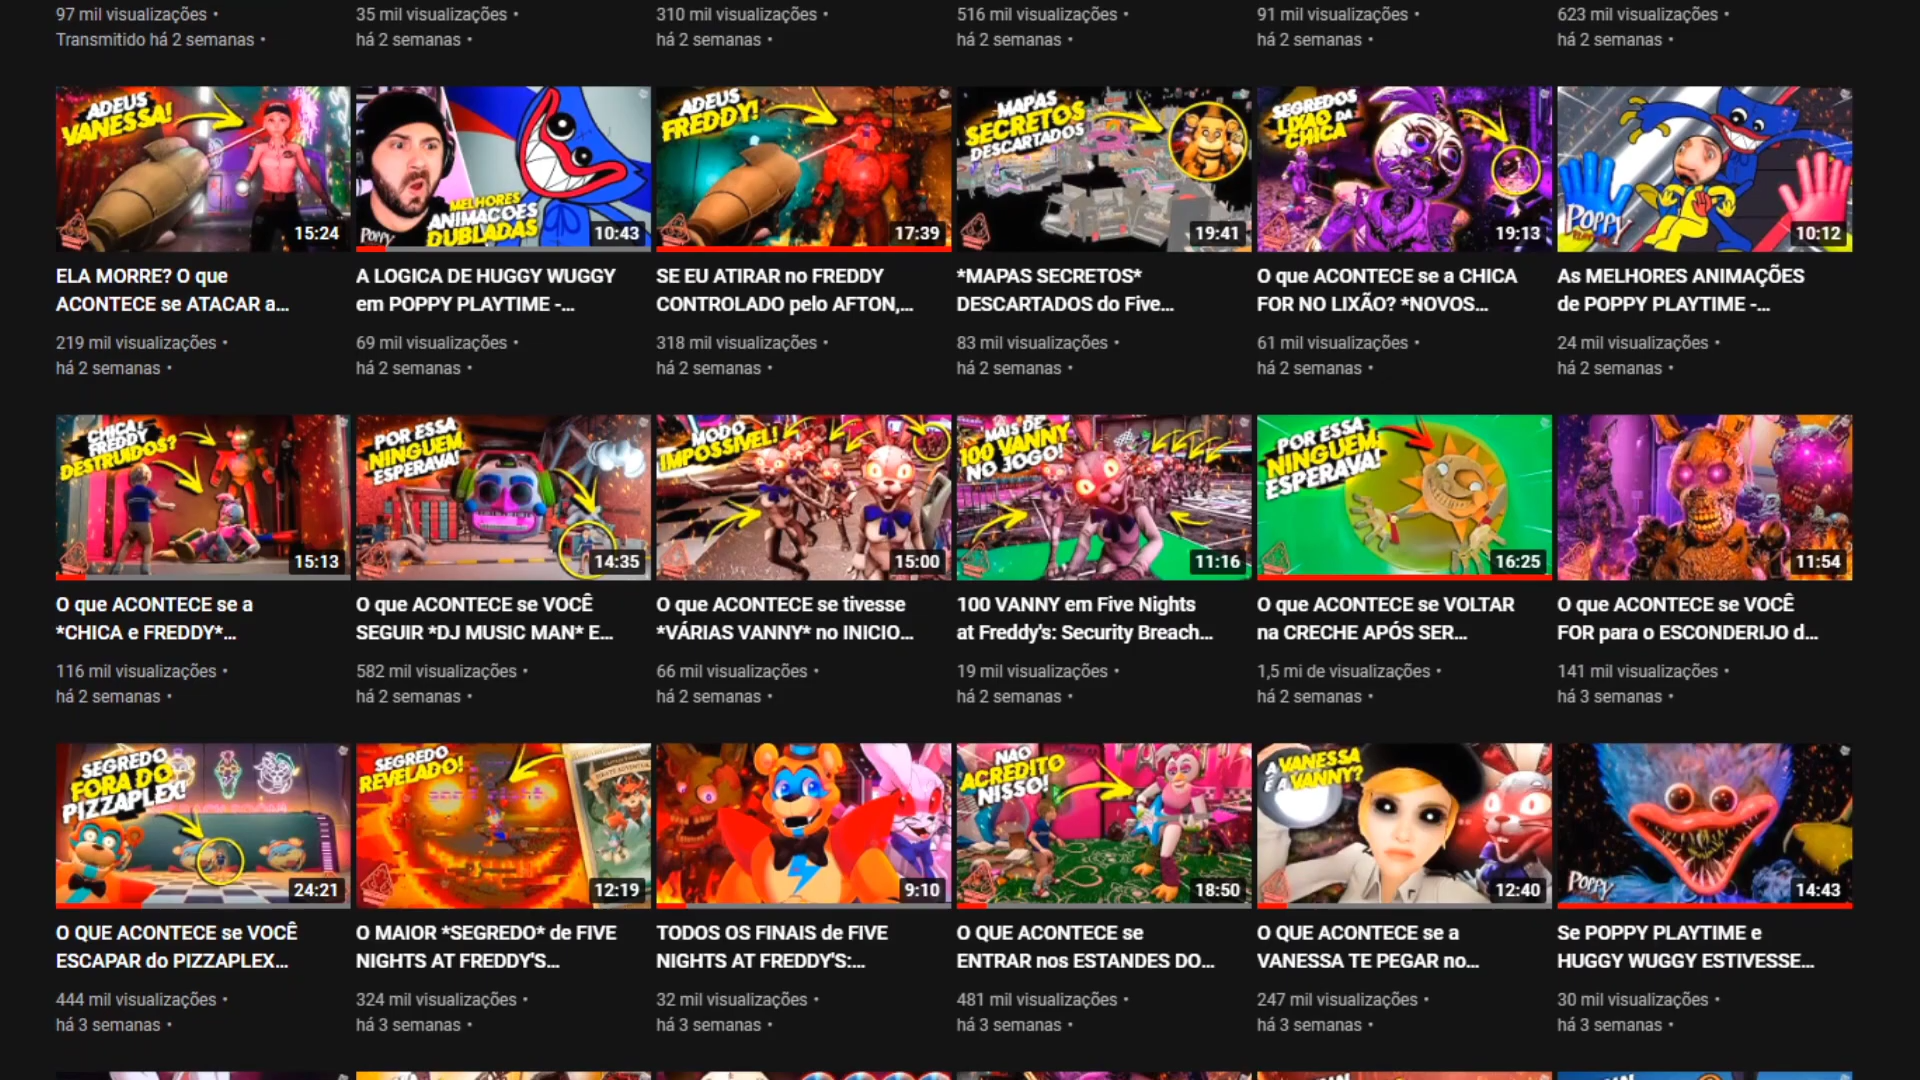 97 mil visualizações •
Transmitido há 2 semanas •
35 mil visualizações •
há 2 semanas •
310 mil visualizações •
há 2 semanas •
516 mil visualizações •
há 2 semanas •
91 mil visualizações •
há 2 semanas •
623 mil visualizações •
há 2 semanas •
ADEUS
VANESSA!
15:24
ELA MORRE? O que
ACONTECE se ATACAR a...
219 mil visualizações •
há 2 semanas •
MELHORES
ANIMACOES
DUBLADAS
POPPY
10:43
A LOGICA DE HUGGY WUGGY
em POPPY PLAYTIME -...
69 mil visualizações •
há 2 semanas •
ADEUS
FREDDY!
17:39
SE EU ATIRAR no FREDDY
CONTROLADO pelo AFTON,...
318 mil visualizações •
há 2 semanas •
MAPAS
SECRETOS
DESCARTADOS
19:41
*MAPAS SECRETOS*
DESCARTADOS do Five...
83 mil visualizações •
há 2 semanas •
SEGREDOS
LIXÃO DA
CHICA
19:13
O que ACONTECE se a CHICA
FOR NO LIXÃO? *NOVOS...
61 mil visualizações •
há 2 semanas •
POPPY
10:12
As MELHORES ANIMAÇÕES
de POPPY PLAYTIME -...
24 mil visualizações •
há 2 semanas •
CHICA!
FREDDY
DESTRUIDOS?
15:13
O que ACONTECE se a
*CHICA e FREDDY*...
116 mil visualizações •
há 2 semanas •
POR ESSA
NINGUEM
ESPERAVA!
14:35
O que ACONTECE se VOCÊ
SEGUIR *DJ MUSIC MAN* E...
582 mil visualizações •
há 2 semanas •
MODO
IMPOSSIVEL!
15:00
O que ACONTECE se tivesse
*VÁRIAS VANNY* no INICIO...
66 mil visualizações •
há 2 semanas •
MAIS DE
100 VANNY
NO JOGO!
11:16
100 VANNY em Five Nights
at Freddy's: Security Breach...
19 mil visualizações •
há 2 semanas •
POR ESSA
NINGUEM
ESPERAVA!
16:25
O que ACONTECE se VOLTAR
na CRECHE APÓS SER...
1,5 mi de visualizações •
há 2 semanas •
11:54
O que ACONTECE se VOCÊ
FOR para o ESCONDERIJO d...
141 mil visualizações •
há 3 semanas •
SEGREDO
FORA DO
PIZZAPLEX!
24:21
O QUE ACONTECE se VOCÊ
ESCAPAR do PIZZAPLEX...
444 mil visualizações •
há 3 semanas •
SEGREDO
REVELADO!
12:19
O MAIOR *SEGREDO* de FIVE
NIGHTS AT FREDDY'S...
324 mil visualizações •
há 3 semanas •
9:10
TODOS OS FINAIS de FIVE
NIGHTS AT FREDDY'S:...
32 mil visualizações •
há 3 semanas •
NAO
ACREDITO
NISSO!
18:50
O QUE ACONTECE se
ENTRAR nos ESTANDES DO...
481 mil visualizações •
há 3 semanas •
A VANESSA
É A VANNY?
12:40
O QUE ACONTECE se a
VANESSA TE PEGAR no...
247 mil visualizações •
há 3 semanas •
POPPY
14:43
Se POPPY PLAYTIME e
HUGGY WUGGY ESTIVESSE...
30 mil visualizações •
há 3 semanas •